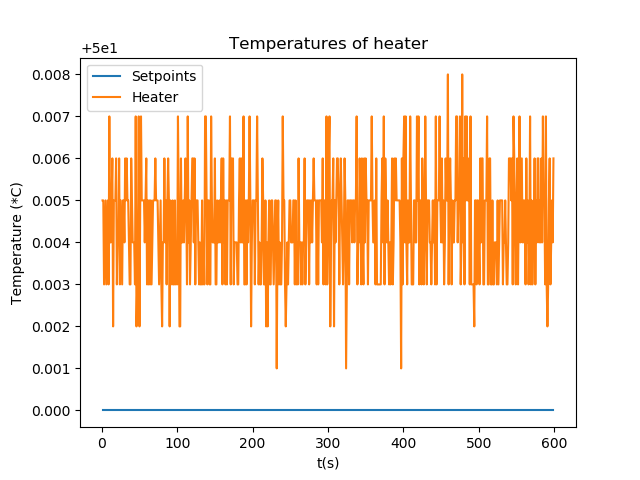 Temperatures of heater
+5e1
Setpoints
Heater
0.008
0.007
0.006
0.005
0.004
0.003
0.002
0.001
0.000
Temperature (*C)
0 100 200 300 400 500 600
t(s)